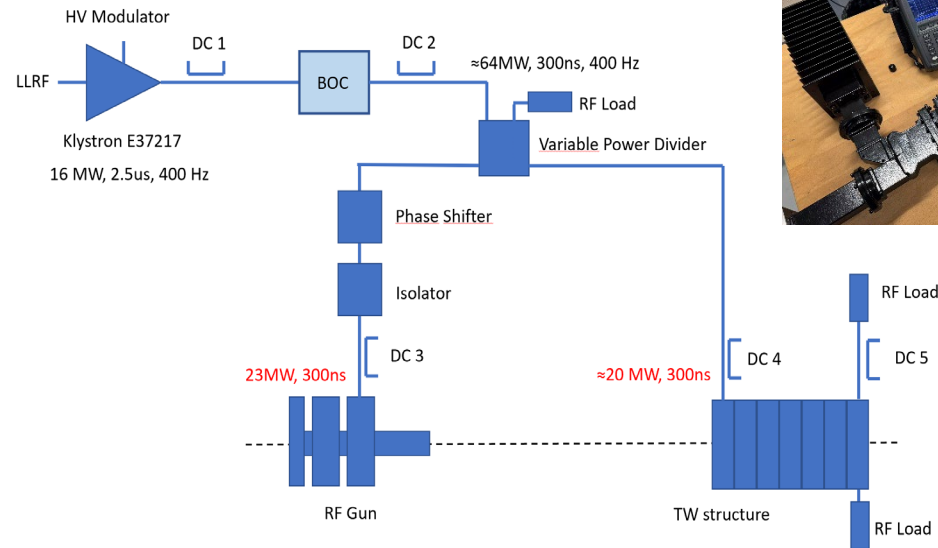 HV Modulator
DC 1
DC 2
LLRF
BOC
≈64MW, 300ns, 400 Hz
RF Load
Klystron E37217
16 MW, 2.5us, 400 Hz
Variable Power Divider
Phase Shifter
Isolator
RF Load
DC 3
DC 4
DC 5
23MW, 300ns
≈20 MW, 300ns
RF Gun
TW structure
RF Load